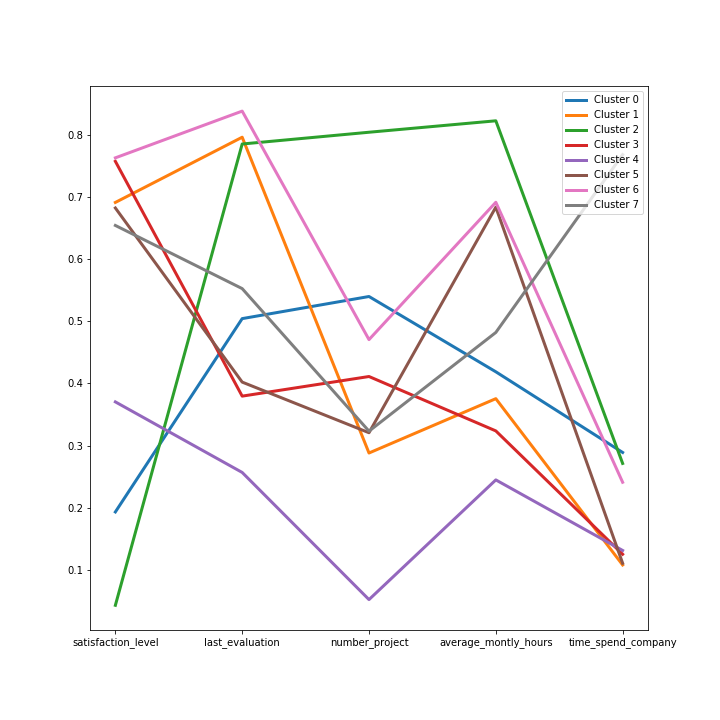 Cluster 0
Cluster 1
Cluster 2
Cluster 3
Cluster 4
Cluster 5
Cluster 6
Cluster 7
0.8
0.7
0.6
0.5
0.4
0.3
0.2
0.1
satisfaction_level last_evaluation number_project average_montly_hours time_spend_company